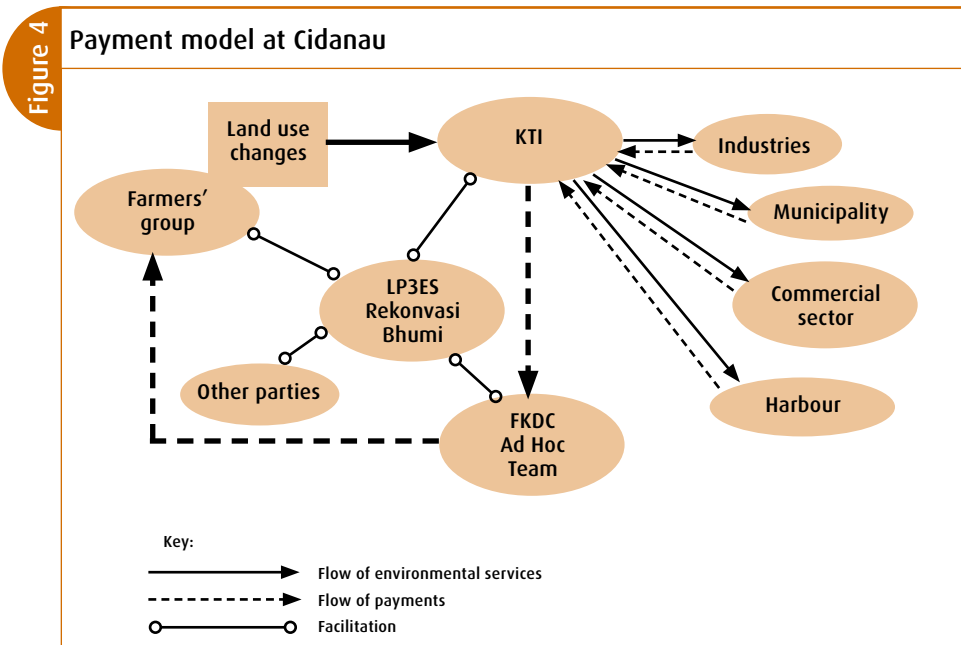 Figure 4
Payment model at Cidanau
Land use
changes
KTI
Industries
Farmers'
group
Municipality
LP3ES
Rekonvasi
Bhumi
Commercial
sector
Other parties
Harbour
FKDC
Ad Hoc
Team
Key:
Flow of environmental services
Flow of payments
Facilitation